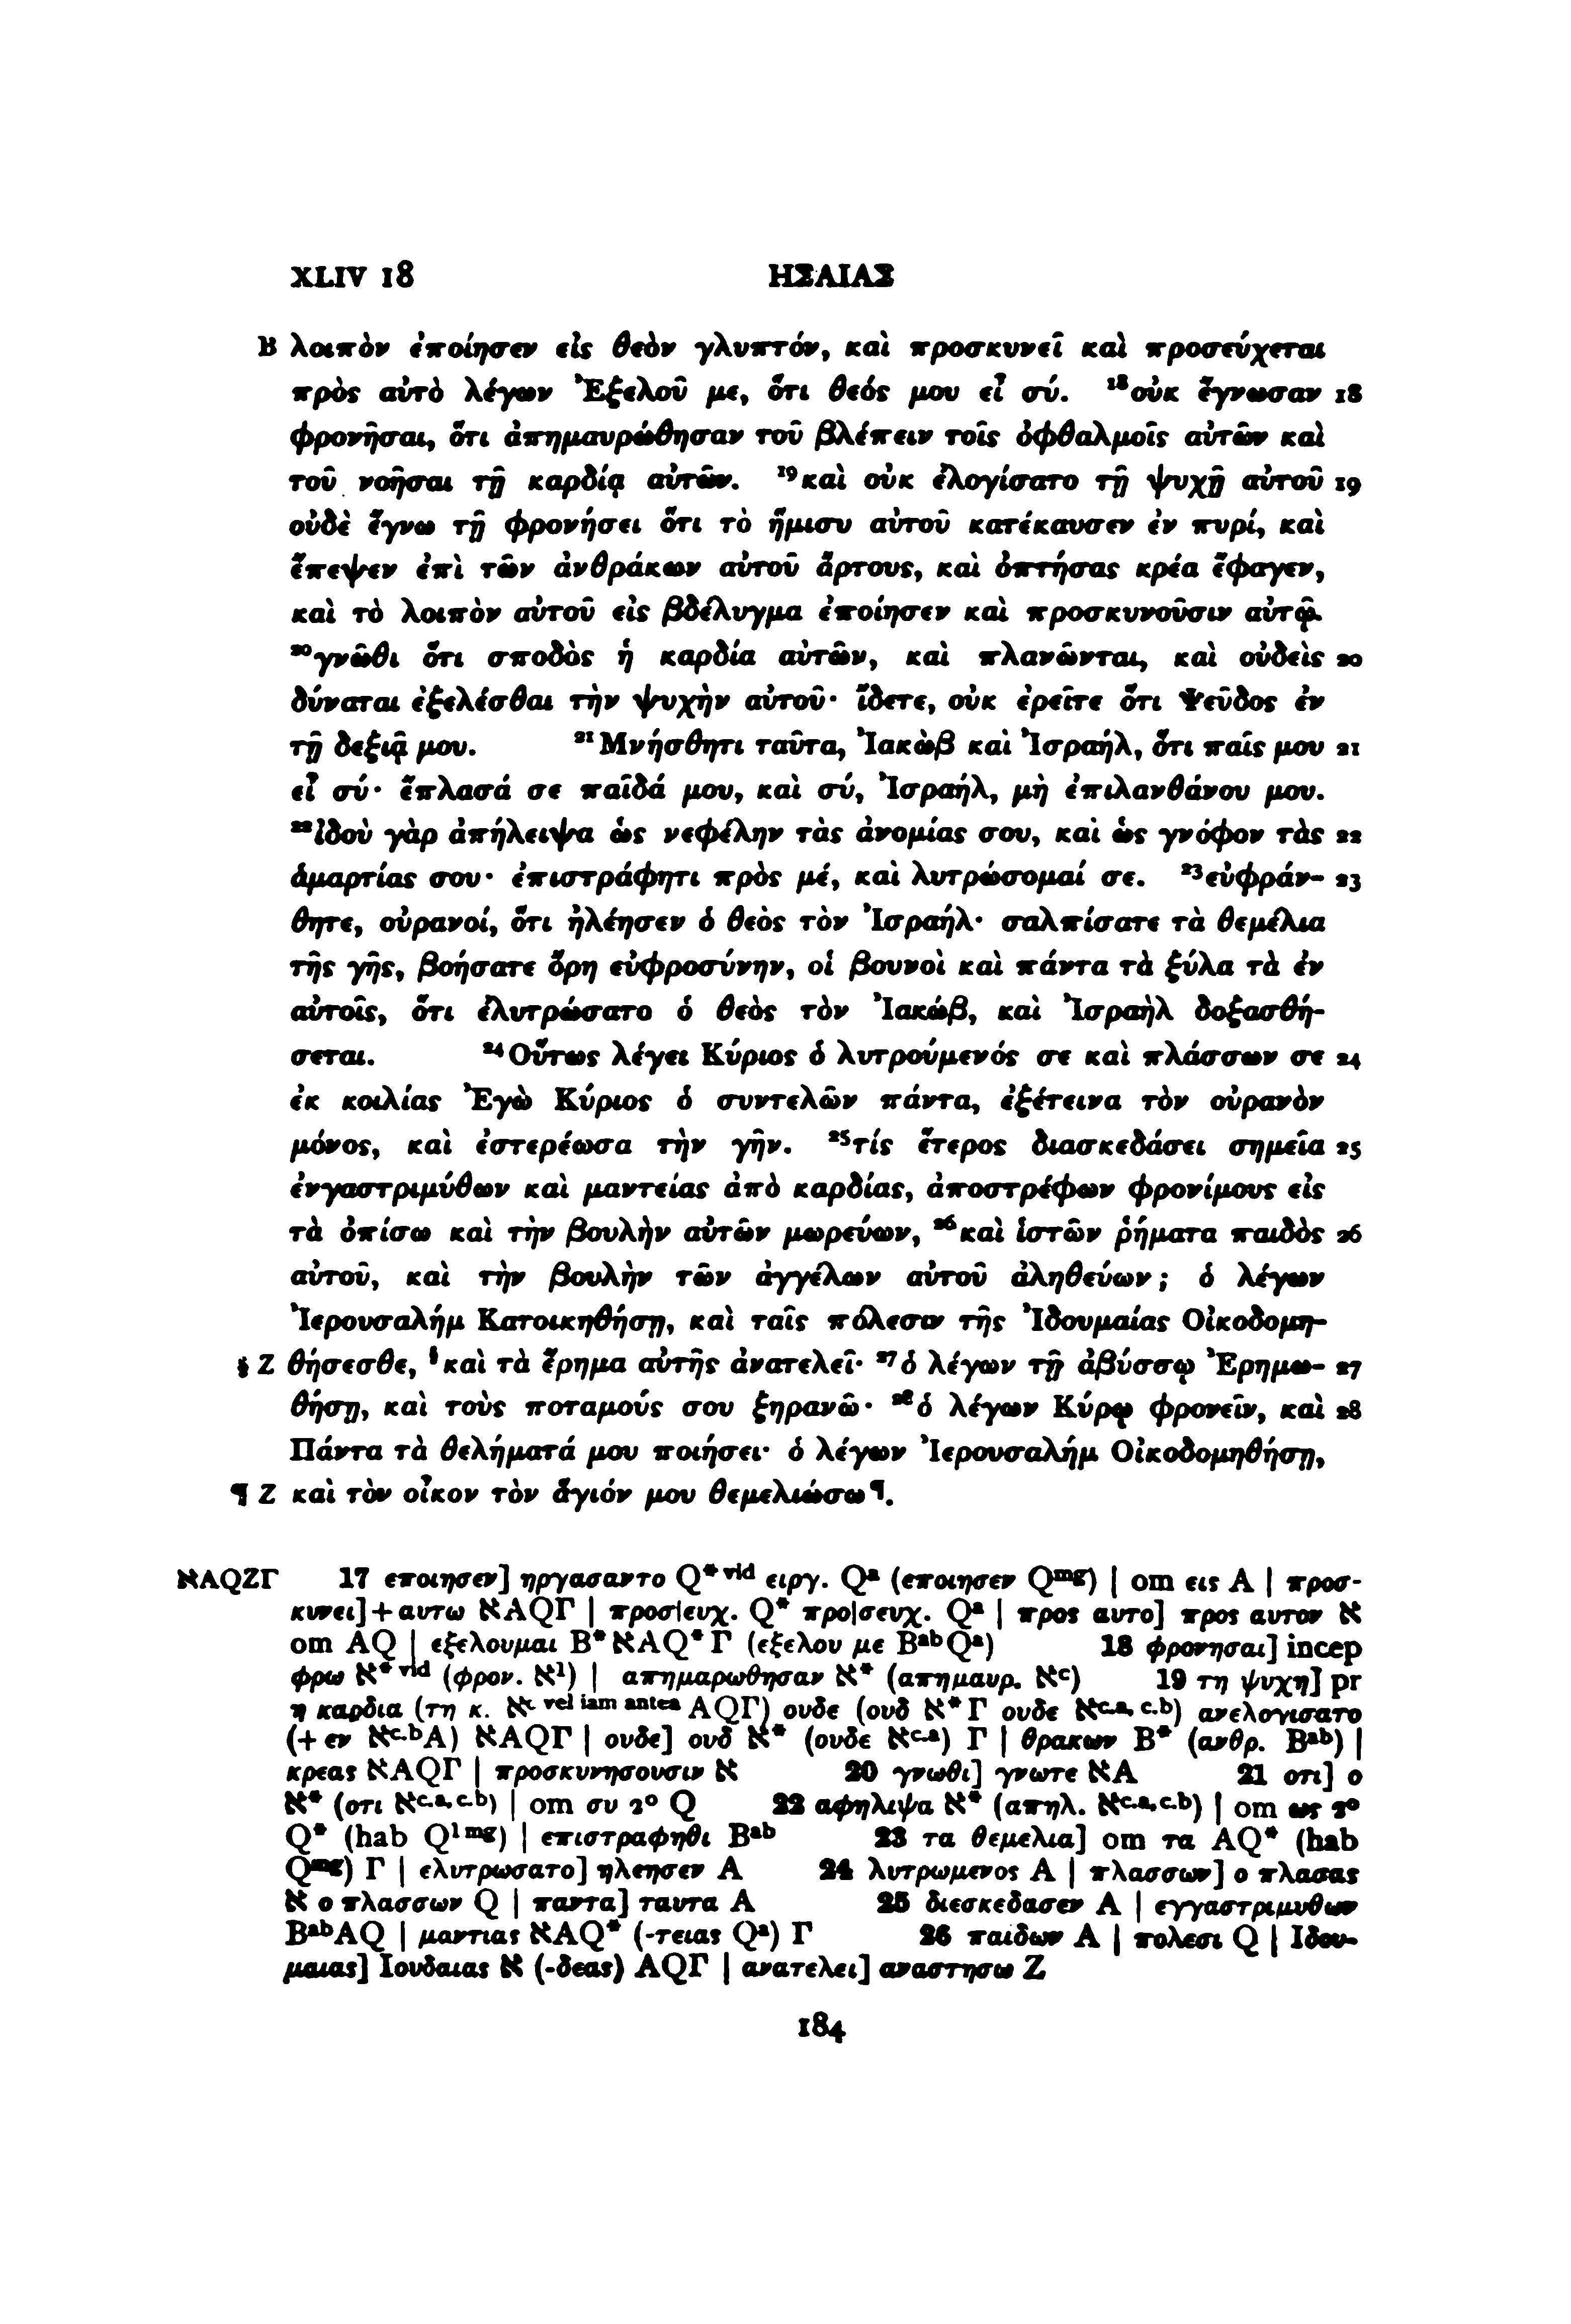 XLIV 18 ΗΣΑΙΑΣ
B λοιπὸν ἐποίησεν εἰς θεὸν γλυπτόν, καὶ προσκυνεῖ καὶ προσεύχεται
πρὸς αὐτὸ λέγων Ἐξελοῦ με, ὅτι θεός μου εἶ σύ. ¹⁸οὐκ ἔγνωσαν 18
φρονῆσαι, ὅτι ἀπημαυρώθησαν τοῦ βλέπειν τοῖς ὀφθαλμοῖς αὐτῶν καὶ
τοῦ νοῆσαι τῇ καρδίᾳ αὐτῶν. ¹⁹καὶ οὐκ ἐλογίσατο τῇ ψυχῇ αὐτοῦ 19
οὐδὲ ἔγνω τῇ φρονήσει ὅτι τὸ ἥμισυ αὐτοῦ κατέκαυσεν ἐν πυρί, καὶ
ἔπεψεν ἐπὶ τῶν ἀνθράκων αὐτοῦ ἄρτους, καὶ ὀπτήσας κρέα ἔφαγεν,
καὶ τὸ λοιπὸν αὐτοῦ εἰς βδέλυγμα ἐποίησεν καὶ προσκυνοῦσιν αὐτῷ.
²⁰γνῶθι ὅτι σποδὸς ἡ καρδία αὐτῶν, καὶ πλανῶνται, καὶ οὐδεὶς 20
δύναται ἐξελέσθαι τὴν ψυχὴν αὐτοῦ· ἴδετε, οὐκ ἐρεῖτε ὅτι Ψεῦδος ἐν
τῇ δεξιᾷ μου. ²¹Μνήσθητι ταῦτα, Ἰακὼβ καὶ Ἰσραήλ, ὅτι παῖς μου 21
εἶ σύ· ἔπλασά σε παῖδά μου, καὶ σύ, Ἰσραήλ, μὴ ἐπιλανθάνου μου.
²²ἰδοὺ γὰρ ἀπήλειψα ὡς νεφέλην τὰς ἀνομίας σου, καὶ ὡς γνόφον τὰς 22
ἁμαρτίας σου· ἐπιστράφητι πρὸς μέ, καὶ λυτρώσομαί σε. ²³εὐφράν- 23
θητε, οὐρανοί, ὅτι ἠλέησεν ὁ θεὸς τὸν Ἰσραήλ· σαλπίσατε τὰ θεμέλια
τῆς γῆς, βοήσατε ὄρη εὐφροσύνην, οἱ βουνοὶ καὶ πάντα τὰ ξύλα τὰ ἐν
αὐτοῖς, ὅτι ἐλυτρώσατο ὁ θεὸς τὸν Ἰακώβ, καὶ Ἰσραὴλ δοξασθή-
σεται. ²⁴Οὕτως λέγει Κύριος ὁ λυτρούμενός σε καὶ πλάσσων σε 24
ἐκ κοιλίας Ἐγὼ Κύριος ὁ συντελῶν πάντα, ἐξέτεινα τὸν οὐρανὸν
μόνος, καὶ ἐστερέωσα τὴν γῆν. ²⁵τίς ἕτερος διασκεδάσει σημεῖα 25
ἐνγαστριμύθων καὶ μαντείας ἀπὸ καρδίας, ἀποστρέφων φρονίμους εἰς
τὰ ὀπίσω καὶ τὴν βουλὴν αὐτῶν μωρεύων, ²⁶καὶ ἱστῶν ῥήματα παιδὸς 26
αὐτοῦ, καὶ τὴν βουλὴν τῶν ἀγγέλων αὐτοῦ ἀληθεύων; ὁ λέγων
Ἰερουσαλήμ Κατοικηθήσῃ, καὶ ταῖς πόλεσιν τῆς Ἰδουμαίας Οἰκοδομη-
§ Z θήσεσθε, §καὶ τὰ ἔρημα αὐτῆς ἀνατελεῖ· ²⁷ὁ λέγων τῇ ἀβύσσῳ Ἐρημω- 27
θήσῃ, καὶ τοὺς ποταμούς σου ξηρανῶ· ²⁸ὁ λέγων Κύρῳ φρονεῖν, καὶ 28
Πάντα τὰ θελήματά μου ποιήσει· ὁ λέγων Ἰερουσαλήμ Οἰκοδομηθήσῃ,
¶ Z καὶ τὸν οἶκον τὸν ἅγιόν μου θεμελιώσω¶.
אAQZΓ 17 εποιησεν] ηργασαντο Q*ᵛⁱᵈ ειργ. Qᵃ (εποιησεν Qᵐᵍ) | om εις A | προσ-
κυνει]+αυτω אAQΓ | προσ|ευχ. Q* προ|σευχ. Qᵃ | προς αυτο] προς αυτον א
om AQ | εξελουμαι B*אAQ*Γ (εξελου με BᵃᵇQᵃ) 18 φρονησαι] incep
φρω א*ᵛⁱᵈ (φρον. א¹) | απημαρωθησαν א* (απημαυρ. אᶜ) 19 τη ψυχη] pr
η καρδια (τη κ. אᶜ ᵛᵉˡ ⁱᵃᵐ ᵃⁿᵗᵉᵃ AQΓ) ουδε (ουδ א*Γ ουδε אᶜ·ᵃ, ᶜ·ᵇ) ανελογισατο
(+εν אᶜ·ᵇA) אAQΓ | ουδε] ουδ א* (ουδε אᶜ·ᵃ) Γ | θρακων B* (ανθρ. Bᵃᵇ) |
κρεας אAQΓ | προσκυνησουσιν א 20 γνωθι] γνωτε אA 21 οτι] ο
א* (οτι אᶜ·ᵃ, ᶜ·ᵇ) | om συ 2⁰ Q 22 αφηλιψα א* (απηλ. אᶜ·ᵃ, ᶜ·ᵇ) | om ως 2⁰
Q* (hab Q¹ᵐᵍ) | επιστραφηθι Bᵃᵇ 23 τα θεμελια] om τα AQ* (hab
Qᵐᵍ) Γ | ελυτρωσατο] ηλεησεν A 24 λυτρωμενος A | πλασσων] ο πλασας
א ο πλασσων Q | παντα] ταυτα A 25 διεσκεδασεν A | εγγαστριμυθων
BᵃᵇAQ | μαντιας אAQ* (-τειας Qᵃ) Γ 26 παιδων A | πολεσι Q | Ιδου-
μαιας] Ιουδαιας א (-δεας) AQΓ | ανατελει] αναστησω Z
184